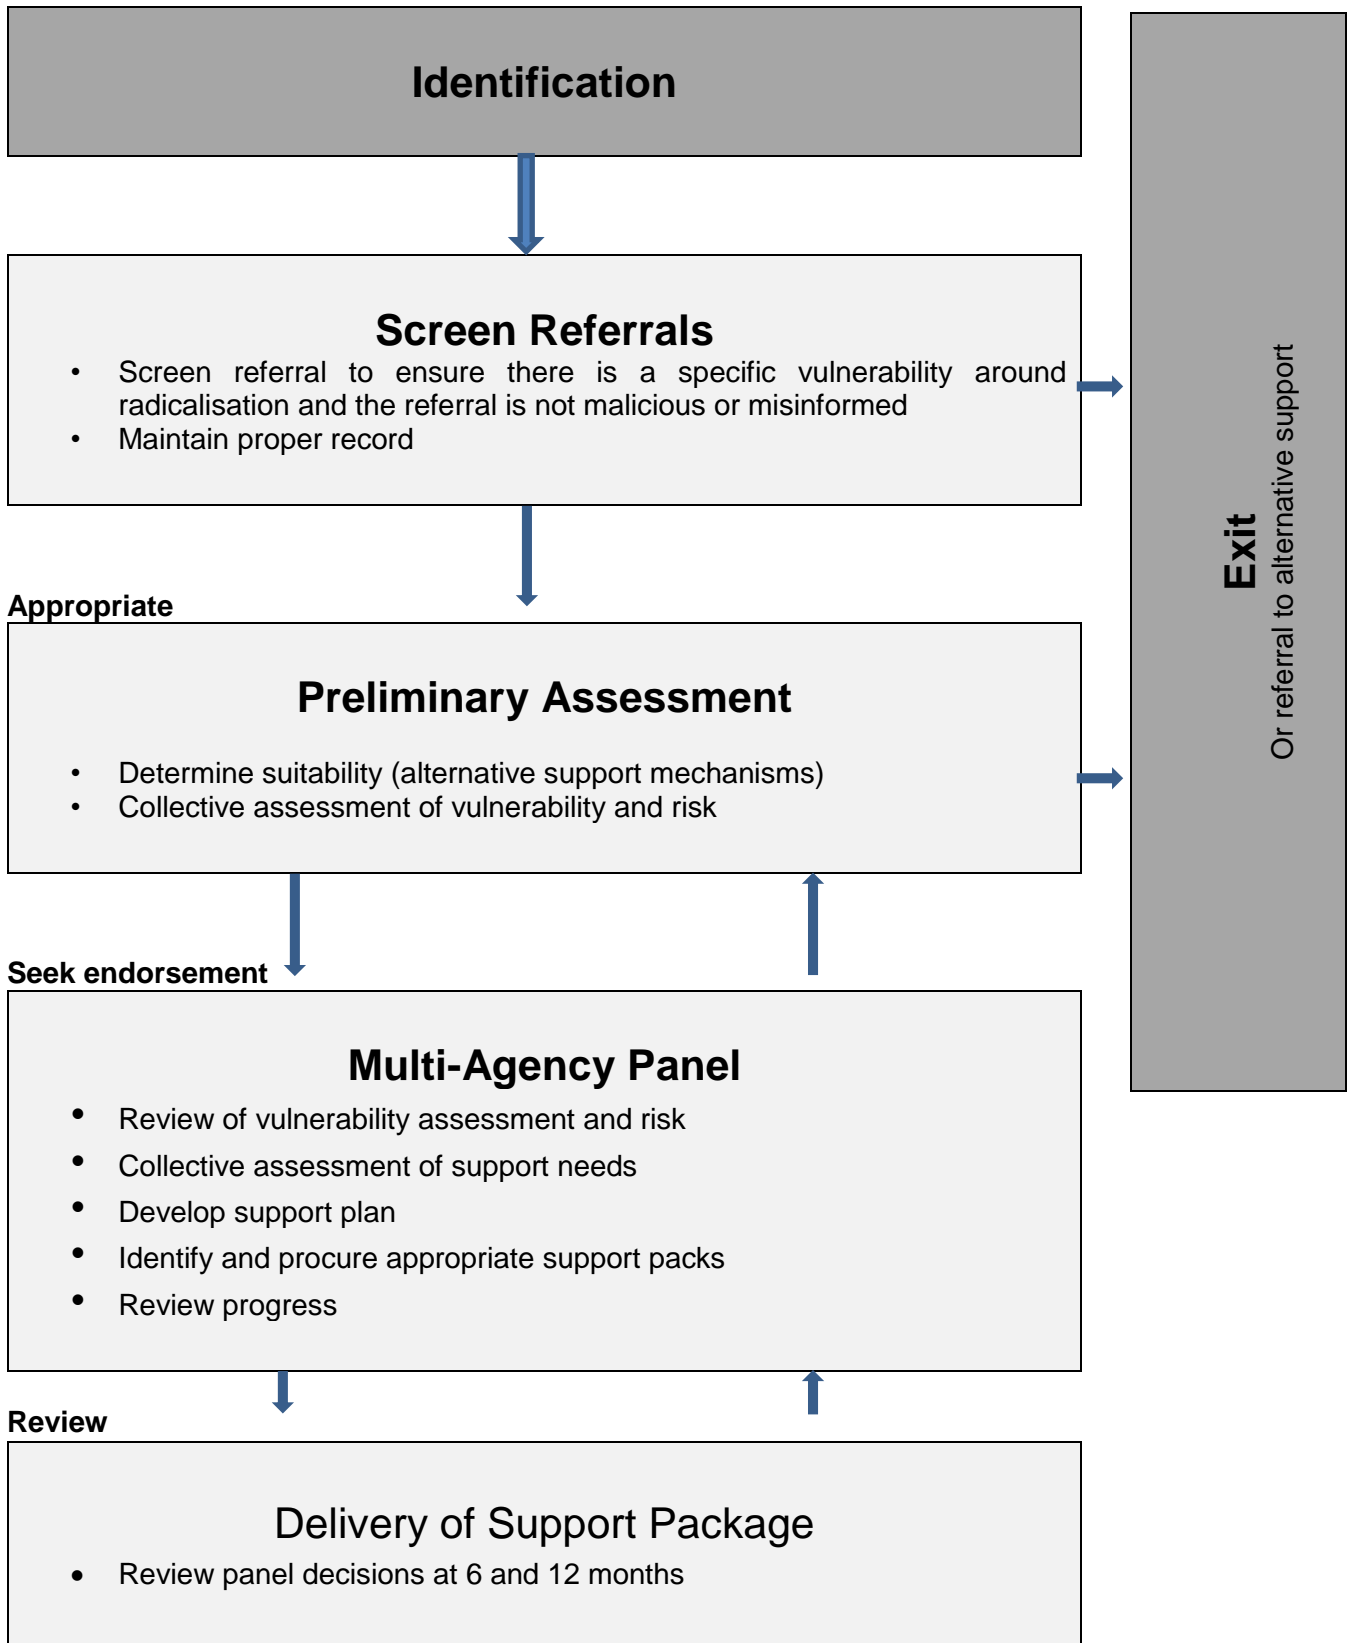 Identification
Screen Referrals
• Screen referral to ensure there is a specific vulnerability around
radicalisation and the referral is not malicious or misinformed
• Maintain proper record
Appropriate
Preliminary Assessment
• Determine suitability (alternative support mechanisms)
• Collective assessment of vulnerability and risk
Seek endorsement
Multi-Agency Panel
• Review of vulnerability assessment and risk
• Collective assessment of support needs
• Develop support plan
• Identify and procure appropriate support packs
• Review progress
Review
Delivery of Support Package
• Review panel decisions at 6 and 12 months
Exit
Or referral to alternative support